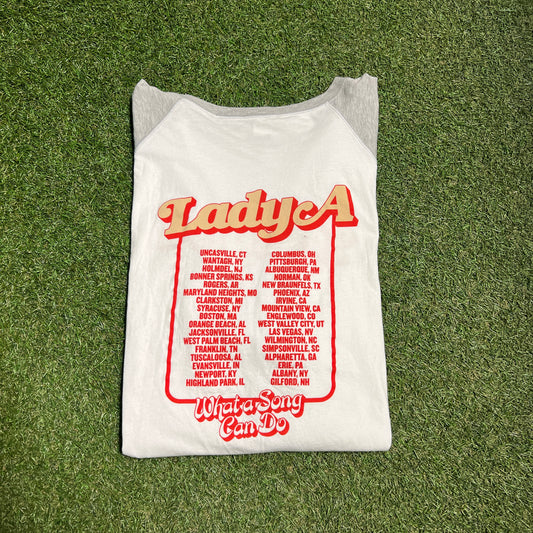 Lady A
UNCASVILLE, CT
WANTAGH, NY
HOLMDEL, NJ
BONNER SPRINGS, KS
ROGERS, AR
MARYLAND HEIGHTS, MO
CLARKSTON, MI
SYRACUSE, NY
BOSTON, MA
ORANGE BEACH, AL
JACKSONVILLE, FL
WEST PALM BEACH, FL
FRANKLIN, TN
TUSCALOOSA, AL
EVANSVILLE, IN
NEWPORT, KY
HIGHLAND PARK, IL
COLUMBUS, OH
PITTSBURGH, PA
ALBUQUERQUE, NM
NORMAN, OK
NEW BRAUNFELS, TX
PHOENIX, AZ
IRVINE, CA
MOUNTAIN VIEW, CA
ENGLEWOOD, CO
WEST VALLEY CITY, UT
LAS VEGAS, NV
WILMINGTON, NC
SIMPSONVILLE, SC
ALPHARETTA, GA
ERIE, PA
ALBANY, NY
GILFORD, NH
What a Song
Can Do